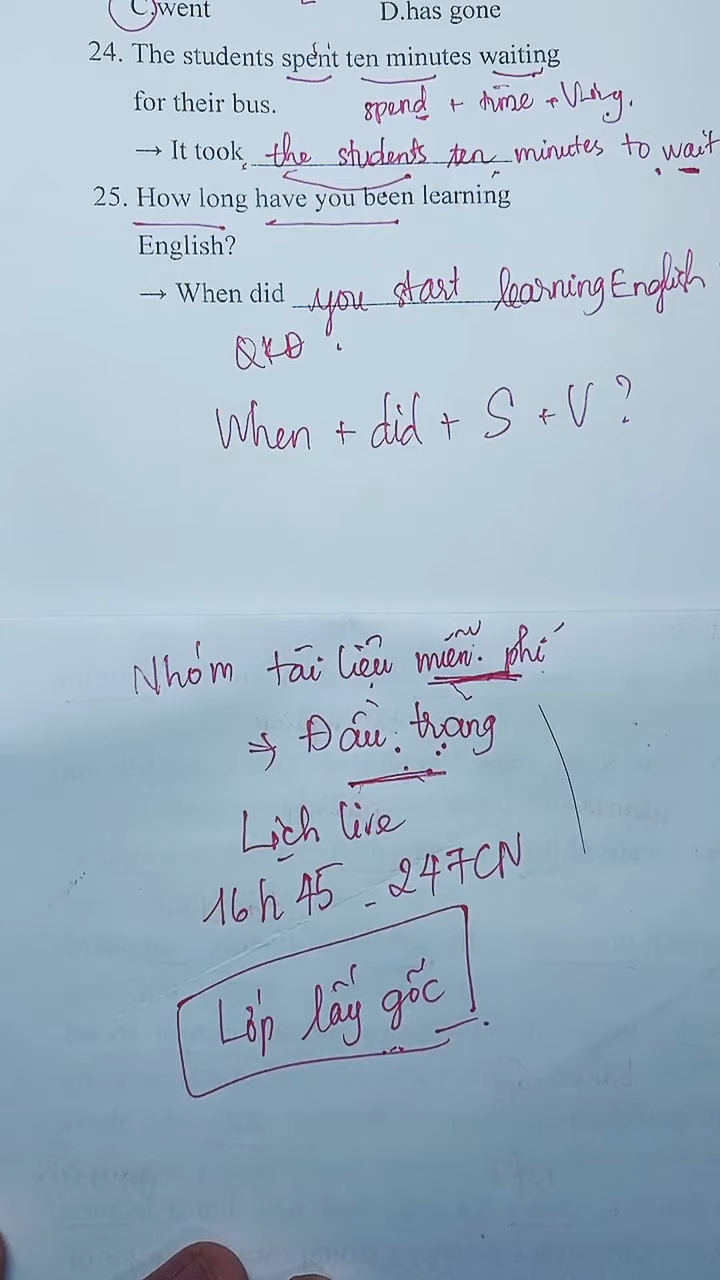 C.went D.has gone
24. The students spent ten minutes waiting
for their bus. spend + time + Ving.
→ It took the students ten minutes to wait
25. How long have you been learning
English?
→ When did you start learning English
QKĐ
When + did + S + V ?
Nhóm tài liệu miễn phí
⇒ Đầu trang
Lịch live
16h45 - 247CN
Lớp lấy gốc